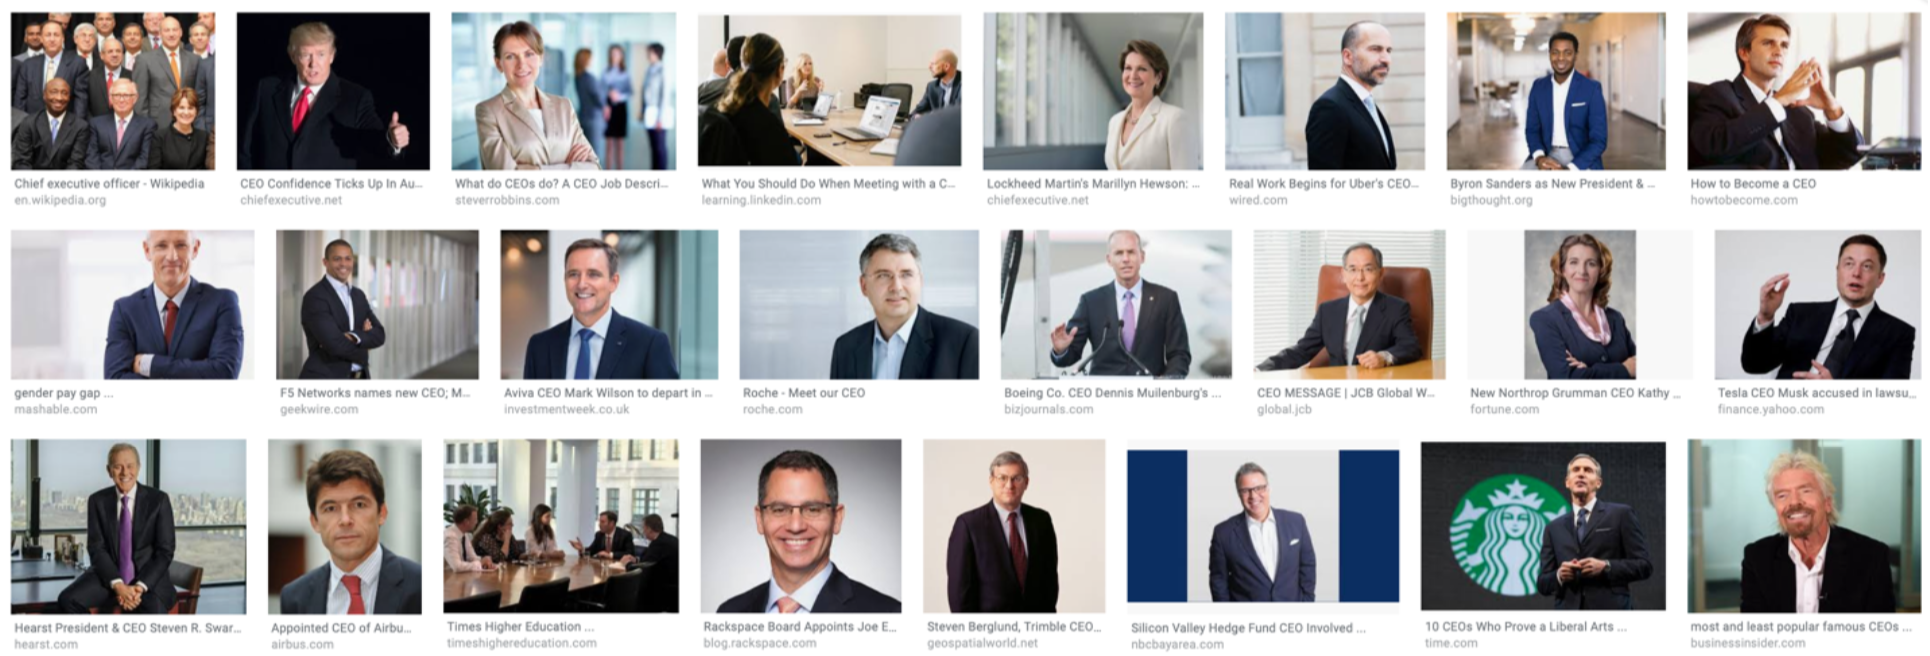 Chief executive officer - Wikipedia
en.wikipedia.org
CEO Confidence Ticks Up In Au...
chiefexecutive.net
What do CEOs do? A CEO Job Descri...
steverrobbins.com
What You Should Do When Meeting with a C...
learning.linkedin.com
Lockheed Martin's Marillyn Hewson: ...
chiefexecutive.net
Real Work Begins for Uber's CEO...
wired.com
Byron Sanders as New President & ...
bigthought.org
How to Become a CEO
howtobecome.com
gender pay gap ...
mashable.com
F5 Networks names new CEO; M...
geekwire.com
Aviva CEO Mark Wilson to depart in ...
investmentweek.co.uk
Roche - Meet our CEO
roche.com
Boeing Co. CEO Dennis Muilenburg's ...
bizjournals.com
CEO MESSAGE | JCB Global W...
global.jcb
New Northrop Grumman CEO Kathy ...
fortune.com
Tesla CEO Musk accused in lawsu...
finance.yahoo.com
Hearst President & CEO Steven R. Swar...
hearst.com
Appointed CEO of Airbu...
airbus.com
Times Higher Education ...
timeshighereducation.com
Rackspace Board Appoints Joe E...
blog.rackspace.com
Steven Berglund, Trimble CEO...
geospatialworld.net
Silicon Valley Hedge Fund CEO Involved ...
nbcbayarea.com
10 CEOs Who Prove a Liberal Arts ...
time.com
most and least popular famous CEOs ...
businessinsider.com